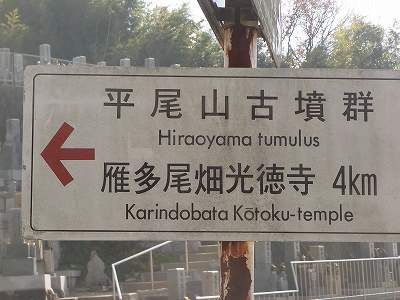 平尾山古墳群
Hiraoyama tumulus
雁多尾畑光徳寺 4km
Karindobata Kōtoku-temple